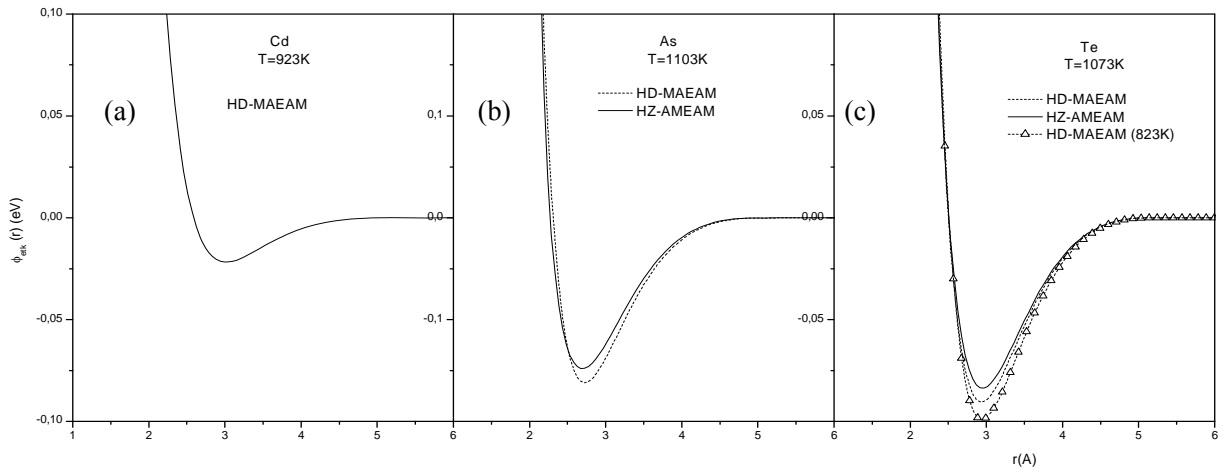 0,10
0,05
0,00
-0,05
-0,10
ϕetk (r) (eV)
(a)
Cd
T=923K
HD-MAEAM
1 2 3 4 5 6
0,1
0,0
-0,1
(b)
As
T=1103K
HD-MAEAM
HZ-AMEAM
2 3 4 5 6
0,05
0,00
-0,05
(c)
Te
T=1073K
HD-MAEAM
HZ-AMEAM
HD-MAEAM (823K)
2 3 4 5 6
r(A)